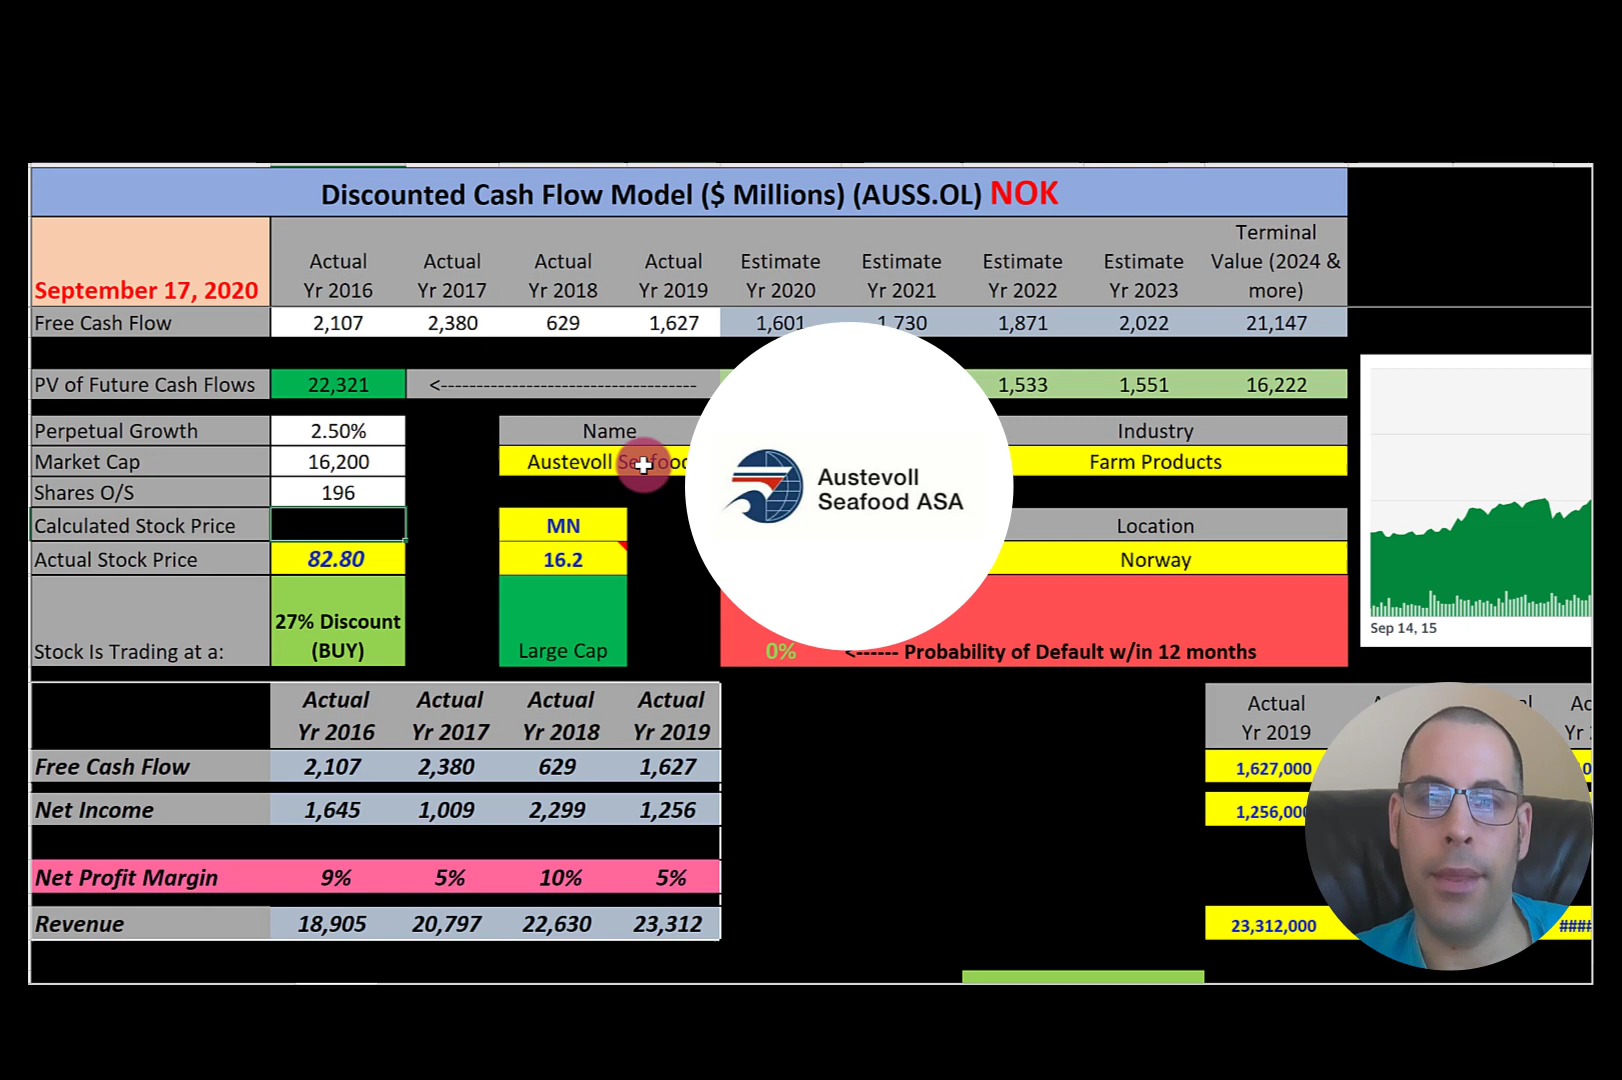 Discounted Cash Flow Model ($ Millions) (AUSS.OL) NOK
September 17, 2020
Actual Yr 2016
Actual Yr 2017
Actual Yr 2018
Actual Yr 2019
Estimate Yr 2020
Estimate Yr 2021
Estimate Yr 2022
Estimate Yr 2023
Terminal Value (2024 & more)
Free Cash Flow 2,107 2,380 629 1,627 1,601 1,730 1,871 2,022 21,147
PV of Future Cash Flows 22,321 <----------------------------------- 1,533 1,551 16,222
Perpetual Growth 2.50% Name Industry
Market Cap 16,200 Austevoll Seafood Farm Products
Shares O/S 196
Calculated Stock Price MN Location
Actual Stock Price 82.80 16.2 Norway
Stock Is Trading at a: 27% Discount (BUY) Large Cap 0% <------ Probability of Default w/in 12 months
Austevoll
Seafood ASA
Sep 14, 15
Actual Yr 2016
Actual Yr 2017
Actual Yr 2018
Actual Yr 2019
Actual Yr 2019
Free Cash Flow 2,107 2,380 629 1,627 1,627,000
Net Income 1,645 1,009 2,299 1,256
Net Profit Margin 9% 5% 10% 5%
Revenue 18,905 20,797 22,630 23,312 23,312,000 ####